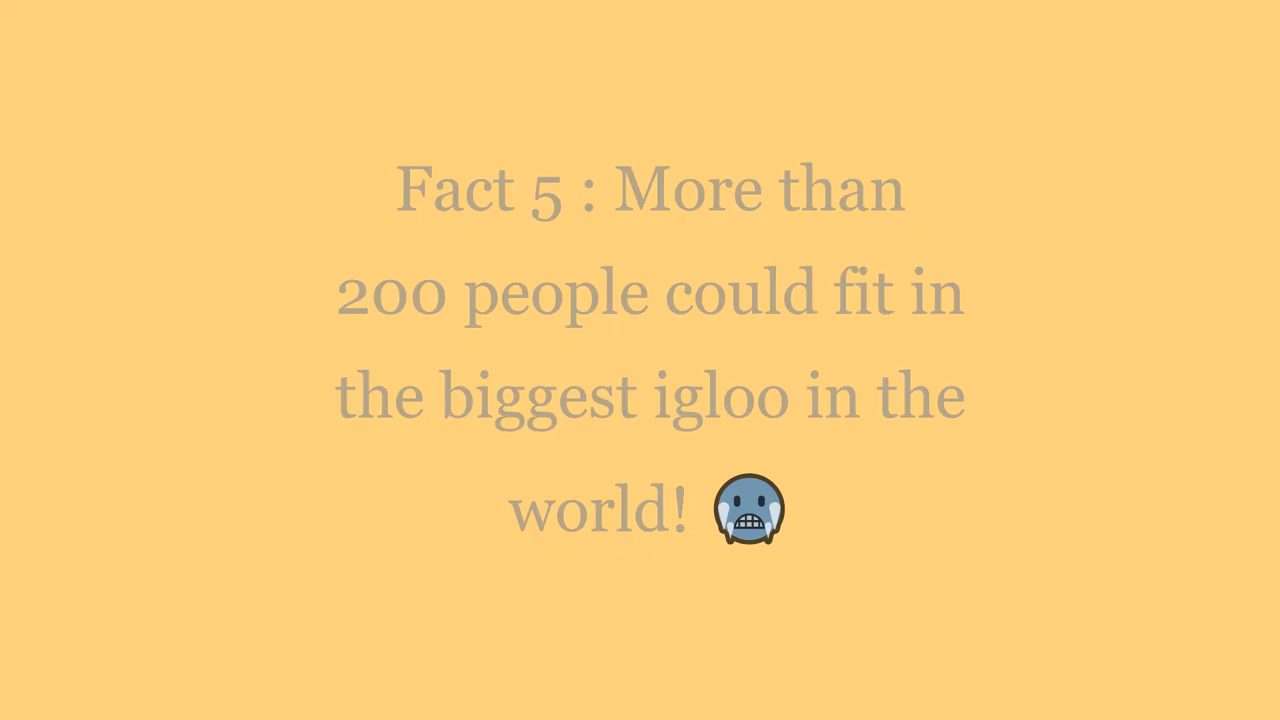 Fact 5 : More than
200 people could fit in
the biggest igloo in the
world! 🥶